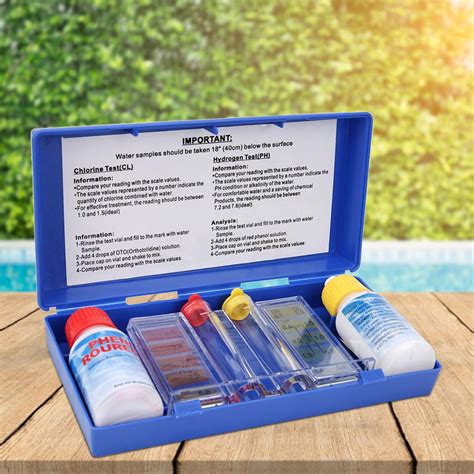 IMPORTANT:
Water samples should be taken 18" (40cm) below the surface
Chlorine Test(CL)
Information:
•Compare your reading with the scale values.
•The scale values represented by a number indicate the quantity of chlorine combined with water.
•For effective treatment, the reading should be between
1.0 and 1.5(ideal)
Information:
1-Rinse the test vial and fill to the mark with water Sample.
2-Add 4 drops of OTO(Orthotolidine) solution.
3-Place cap on vial and shake to mix.
4-Compare your reading with the scale values.
Hydrogen Test(PH)
Information:
•Compare your reading with the scale values.
•The scale values represented by a number indicate the PH condition or alkalinity of the water.
•For comfortable water and saving of chemical Products, the reading should be between
7.2 and 7.6(ideal).
Analysis:
1-Rinse the test vial and fill to the mark with water Sample.
2-Add 4 drops of red phenol solution.
3-Place cap on vial and shake to mix.
4-Compare your reading with the scale values.
PHEN
ROUGE